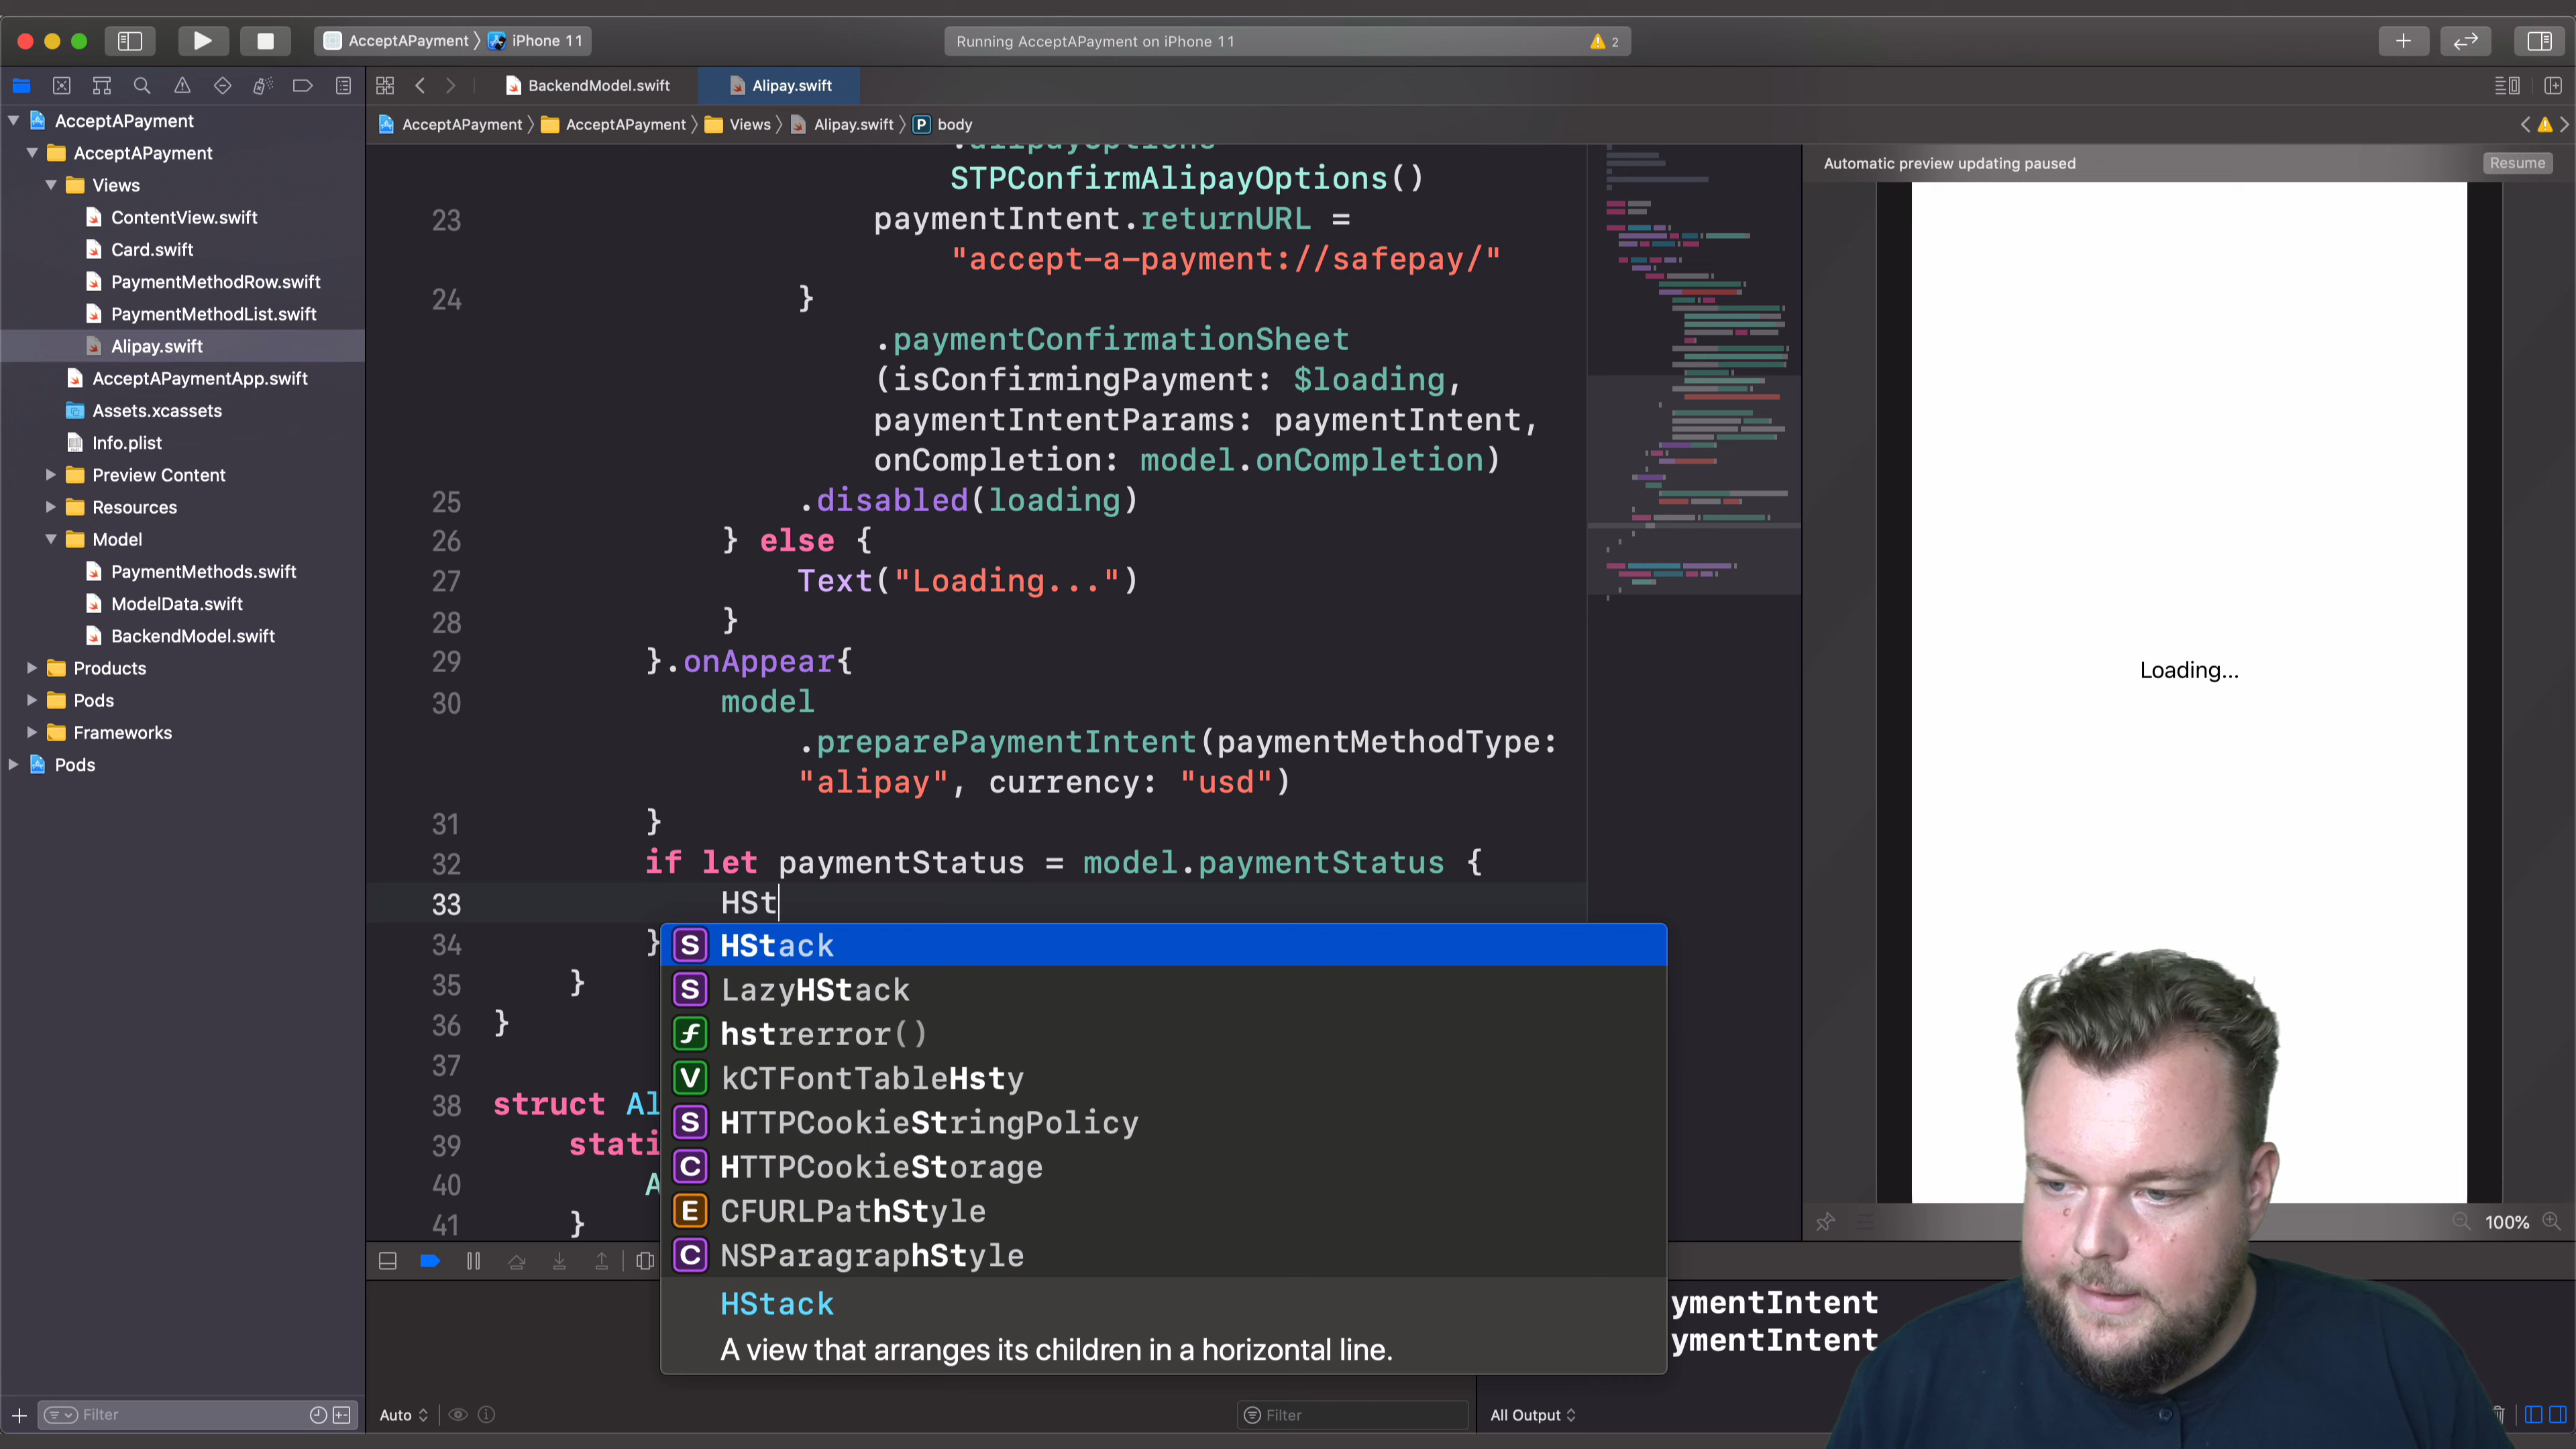 AcceptAPayment
iPhone 11
Running AcceptAPayment on iPhone 11
2
BackendModel.swift
Alipay.swift
AcceptAPayment
AcceptAPayment
Views
Alipay.swift
P
body
AcceptAPayment
AcceptAPayment
Views
ContentView.swift
Card.swift
PaymentMethodRow.swift
PaymentMethodList.swift
Alipay.swift
AcceptAPaymentApp.swift
Assets.xcassets
Info.plist
Preview Content
Resources
Model
PaymentMethods.swift
ModelData.swift
BackendModel.swift
Products
Pods
Frameworks
Pods
Filter
.alipayOptions
STPConfirmAlipayOptions()
23 paymentIntent.returnURL =
"accept-a-payment://safepay/"
24 }
.paymentConfirmationSheet
(isConfirmingPayment: $loading,
paymentIntentParams: paymentIntent,
onCompletion: model.onCompletion)
25 .disabled(loading)
26 } else {
27 Text("Loading...")
28 }
29 }.onAppear{
30 model
.preparePaymentIntent(paymentMethodType:
"alipay", currency: "usd")
31 }
32 if let paymentStatus = model.paymentStatus {
33 HSt
34 }
35 }
36 }
37
38 struct Al
39 stati
40 A
41 }
S HStack
S LazyHStack
f hstrerror()
V kCTFontTableHsty
S HTTPCookieStringPolicy
C HTTPCookieStorage
E CFURLPathStyle
C NSParagraphStyle
HStack
A view that arranges its children in a horizontal line.
Automatic preview updating paused
Resume
Loading...
100%
ymentIntent
ymentIntent
Auto
Filter
All Output